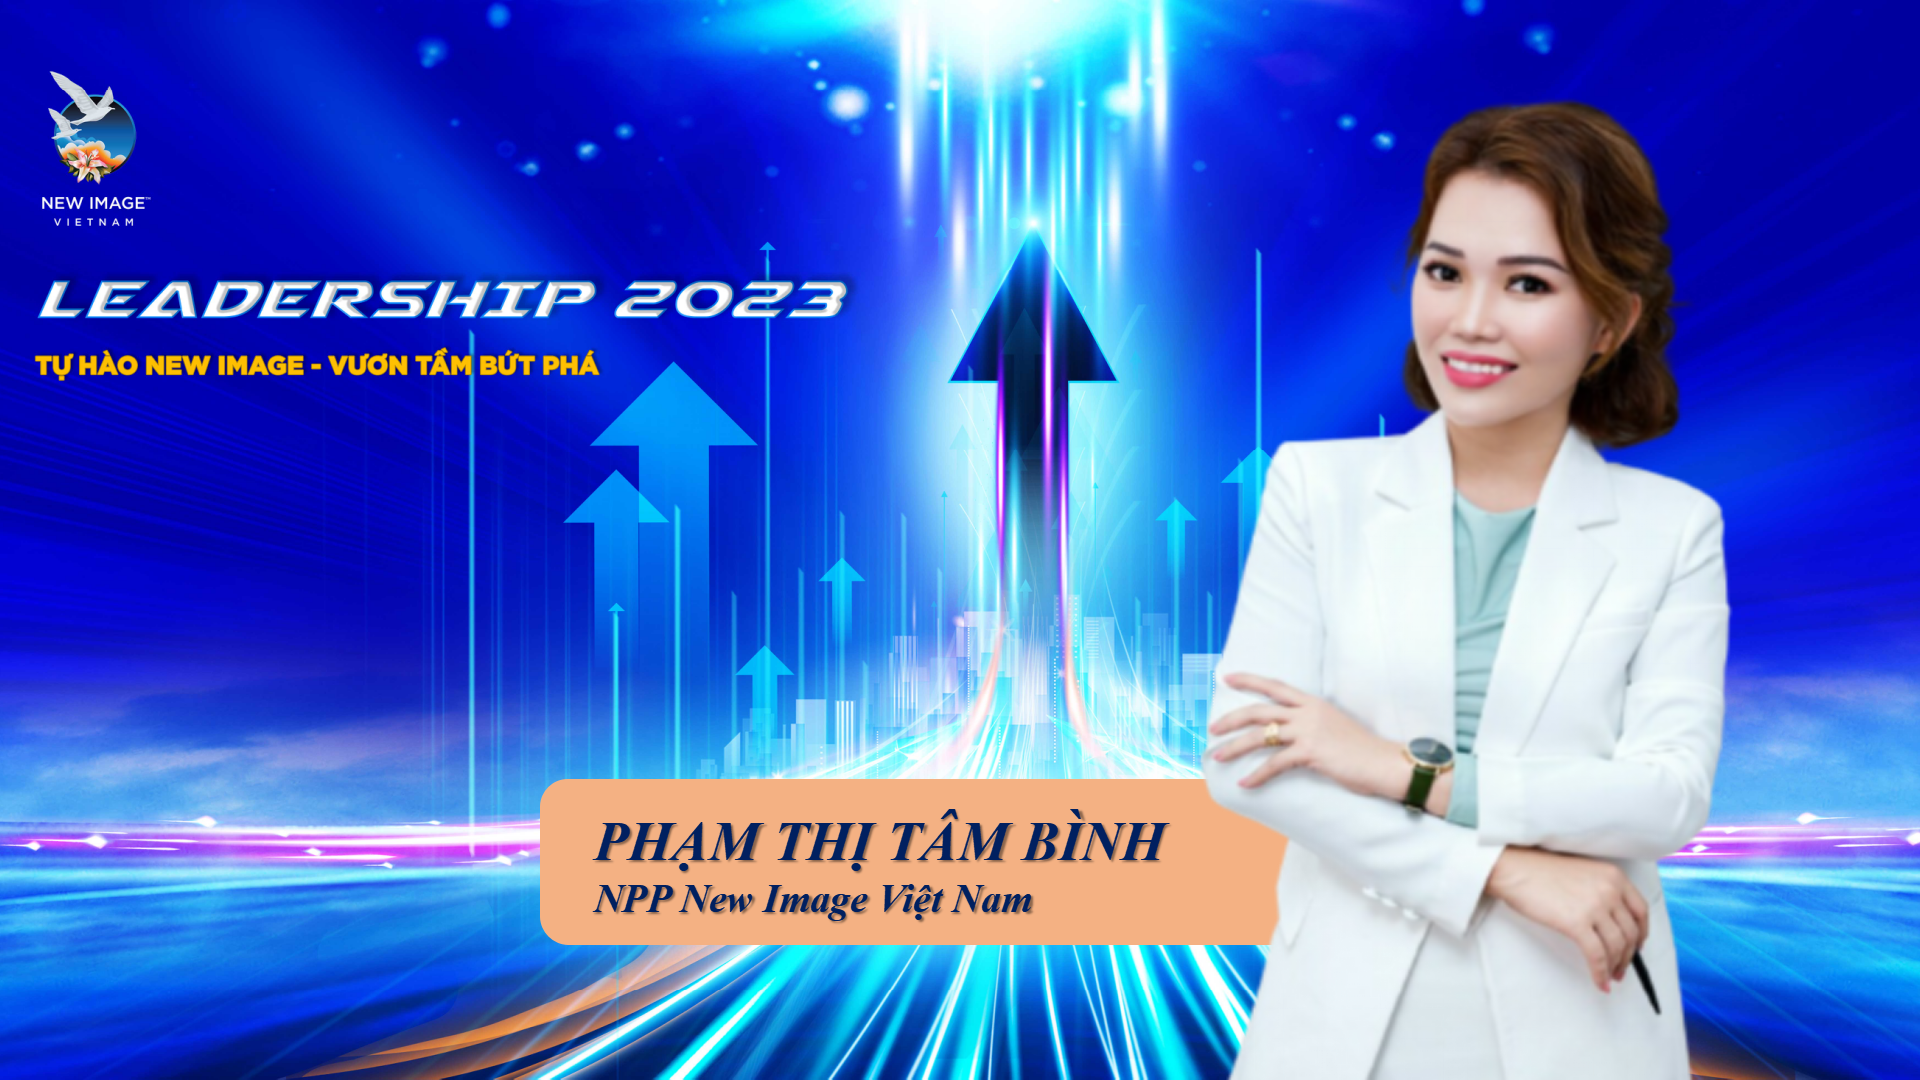 NEW IMAGE™
VIETNAM
LEADERSHIP 2023
TỰ HÀO NEW IMAGE - VƯƠN TẦM BỨT PHÁ
PHẠM THỊ TÂM BÌNH
NPP New Image Việt Nam